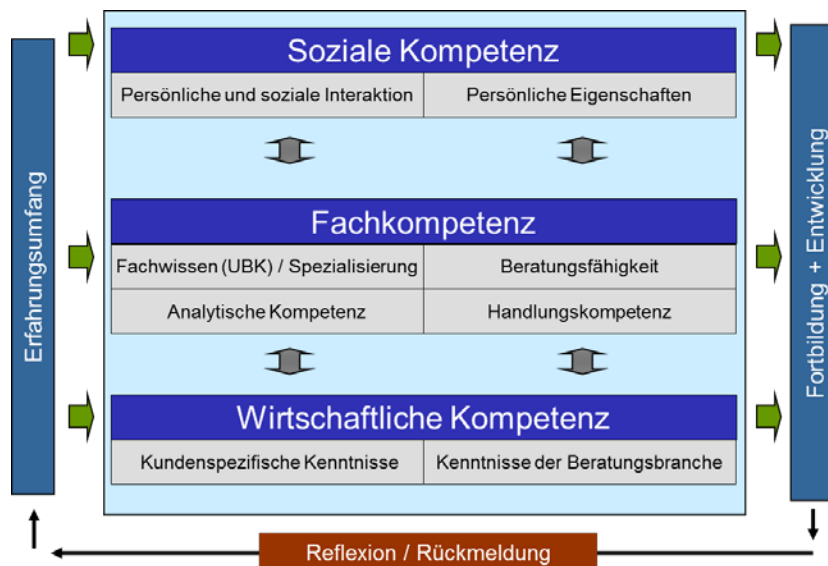 Erfahrungsumfang
Soziale Kompetenz
Persönliche und soziale Interaktion
Persönliche Eigenschaften
Fachkompetenz
Fachwissen (UBK) / Spezialisierung
Beratungsfähigkeit
Analytische Kompetenz
Handlungskompetenz
Wirtschaftliche Kompetenz
Kundenspezifische Kenntnisse
Kenntnisse der Beratungsbranche
Fortbildung + Entwicklung
Reflexion / Rückmeldung